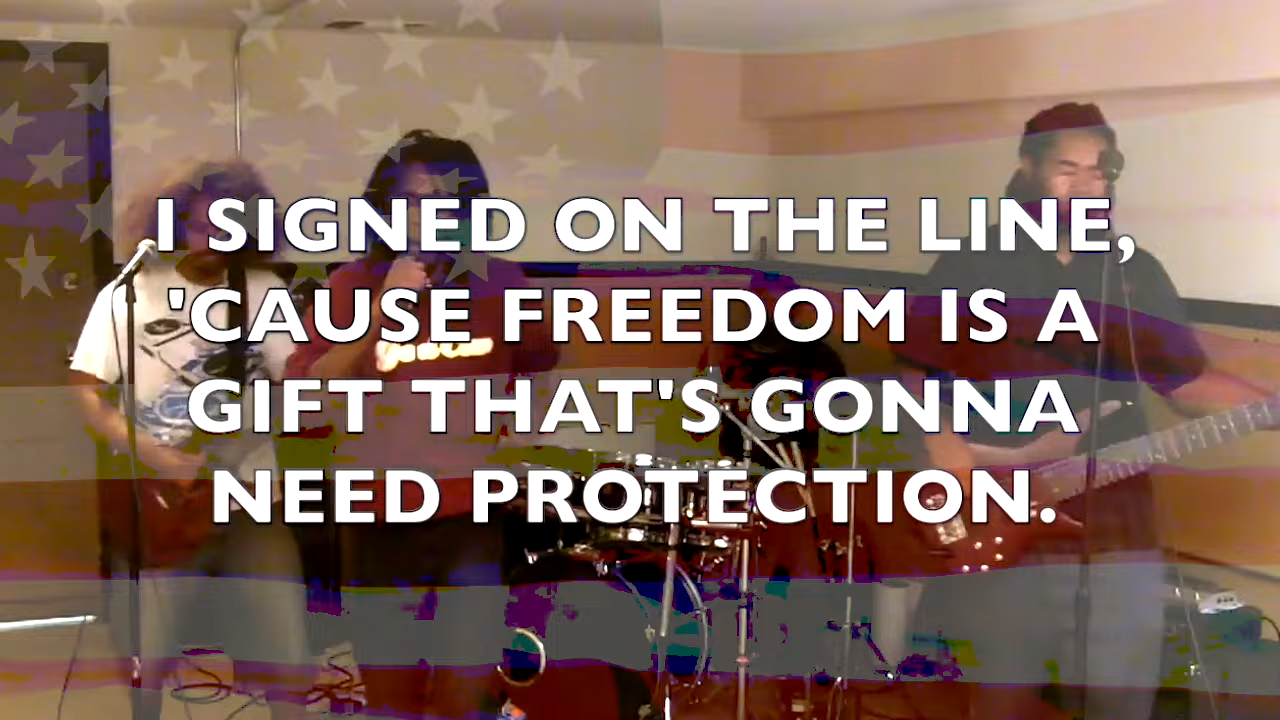 I SIGNED ON THE LINE,
'CAUSE FREEDOM IS A
GIFT THAT'S GONNA
NEED PROTECTION.